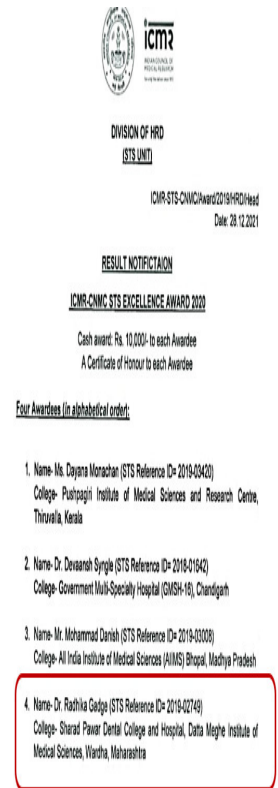 icmr
INDIAN COUNCIL OF
MEDICAL RESEARCH
DIVISION OF HRD
(STS UNIT)
ICMR-STS-CNMC/Award/2019/HRD/Head
Date: 28.12.2021
RESULT NOTIFICTAION
ICMR-CNMC STS EXCELLENCE AWARD 2020
Cash award: Rs. 10,000/- to each Awardee
A Certificate of Honour to each Awardee
Four Awardees (in alphabetical order):
1. Name- Ms. Dayana Monachan (STS Reference ID= 2019-03420)
College- Pushpagiri Institute of Medical Sciences and Research Centre,
Thiruvalla, Kerala
2. Name- Dr. Devaansh Syngle (STS Reference ID= 2018-01642)
College- Government Multi-Specialty Hospital (GMSH-16), Chandigarh
3. Name- Mr. Mohammad Danish (STS Reference ID= 2019-03008)
College- All India Institute of Medical Sciences (AIIMS) Bhopal, Madhya Pradesh
4. Name- Dr. Radhika Gadge (STS Reference ID= 2019-02749)
College- Sharad Pawar Dental College and Hospital, Datta Meghe Institute of
Medical Sciences, Wardha, Maharashtra